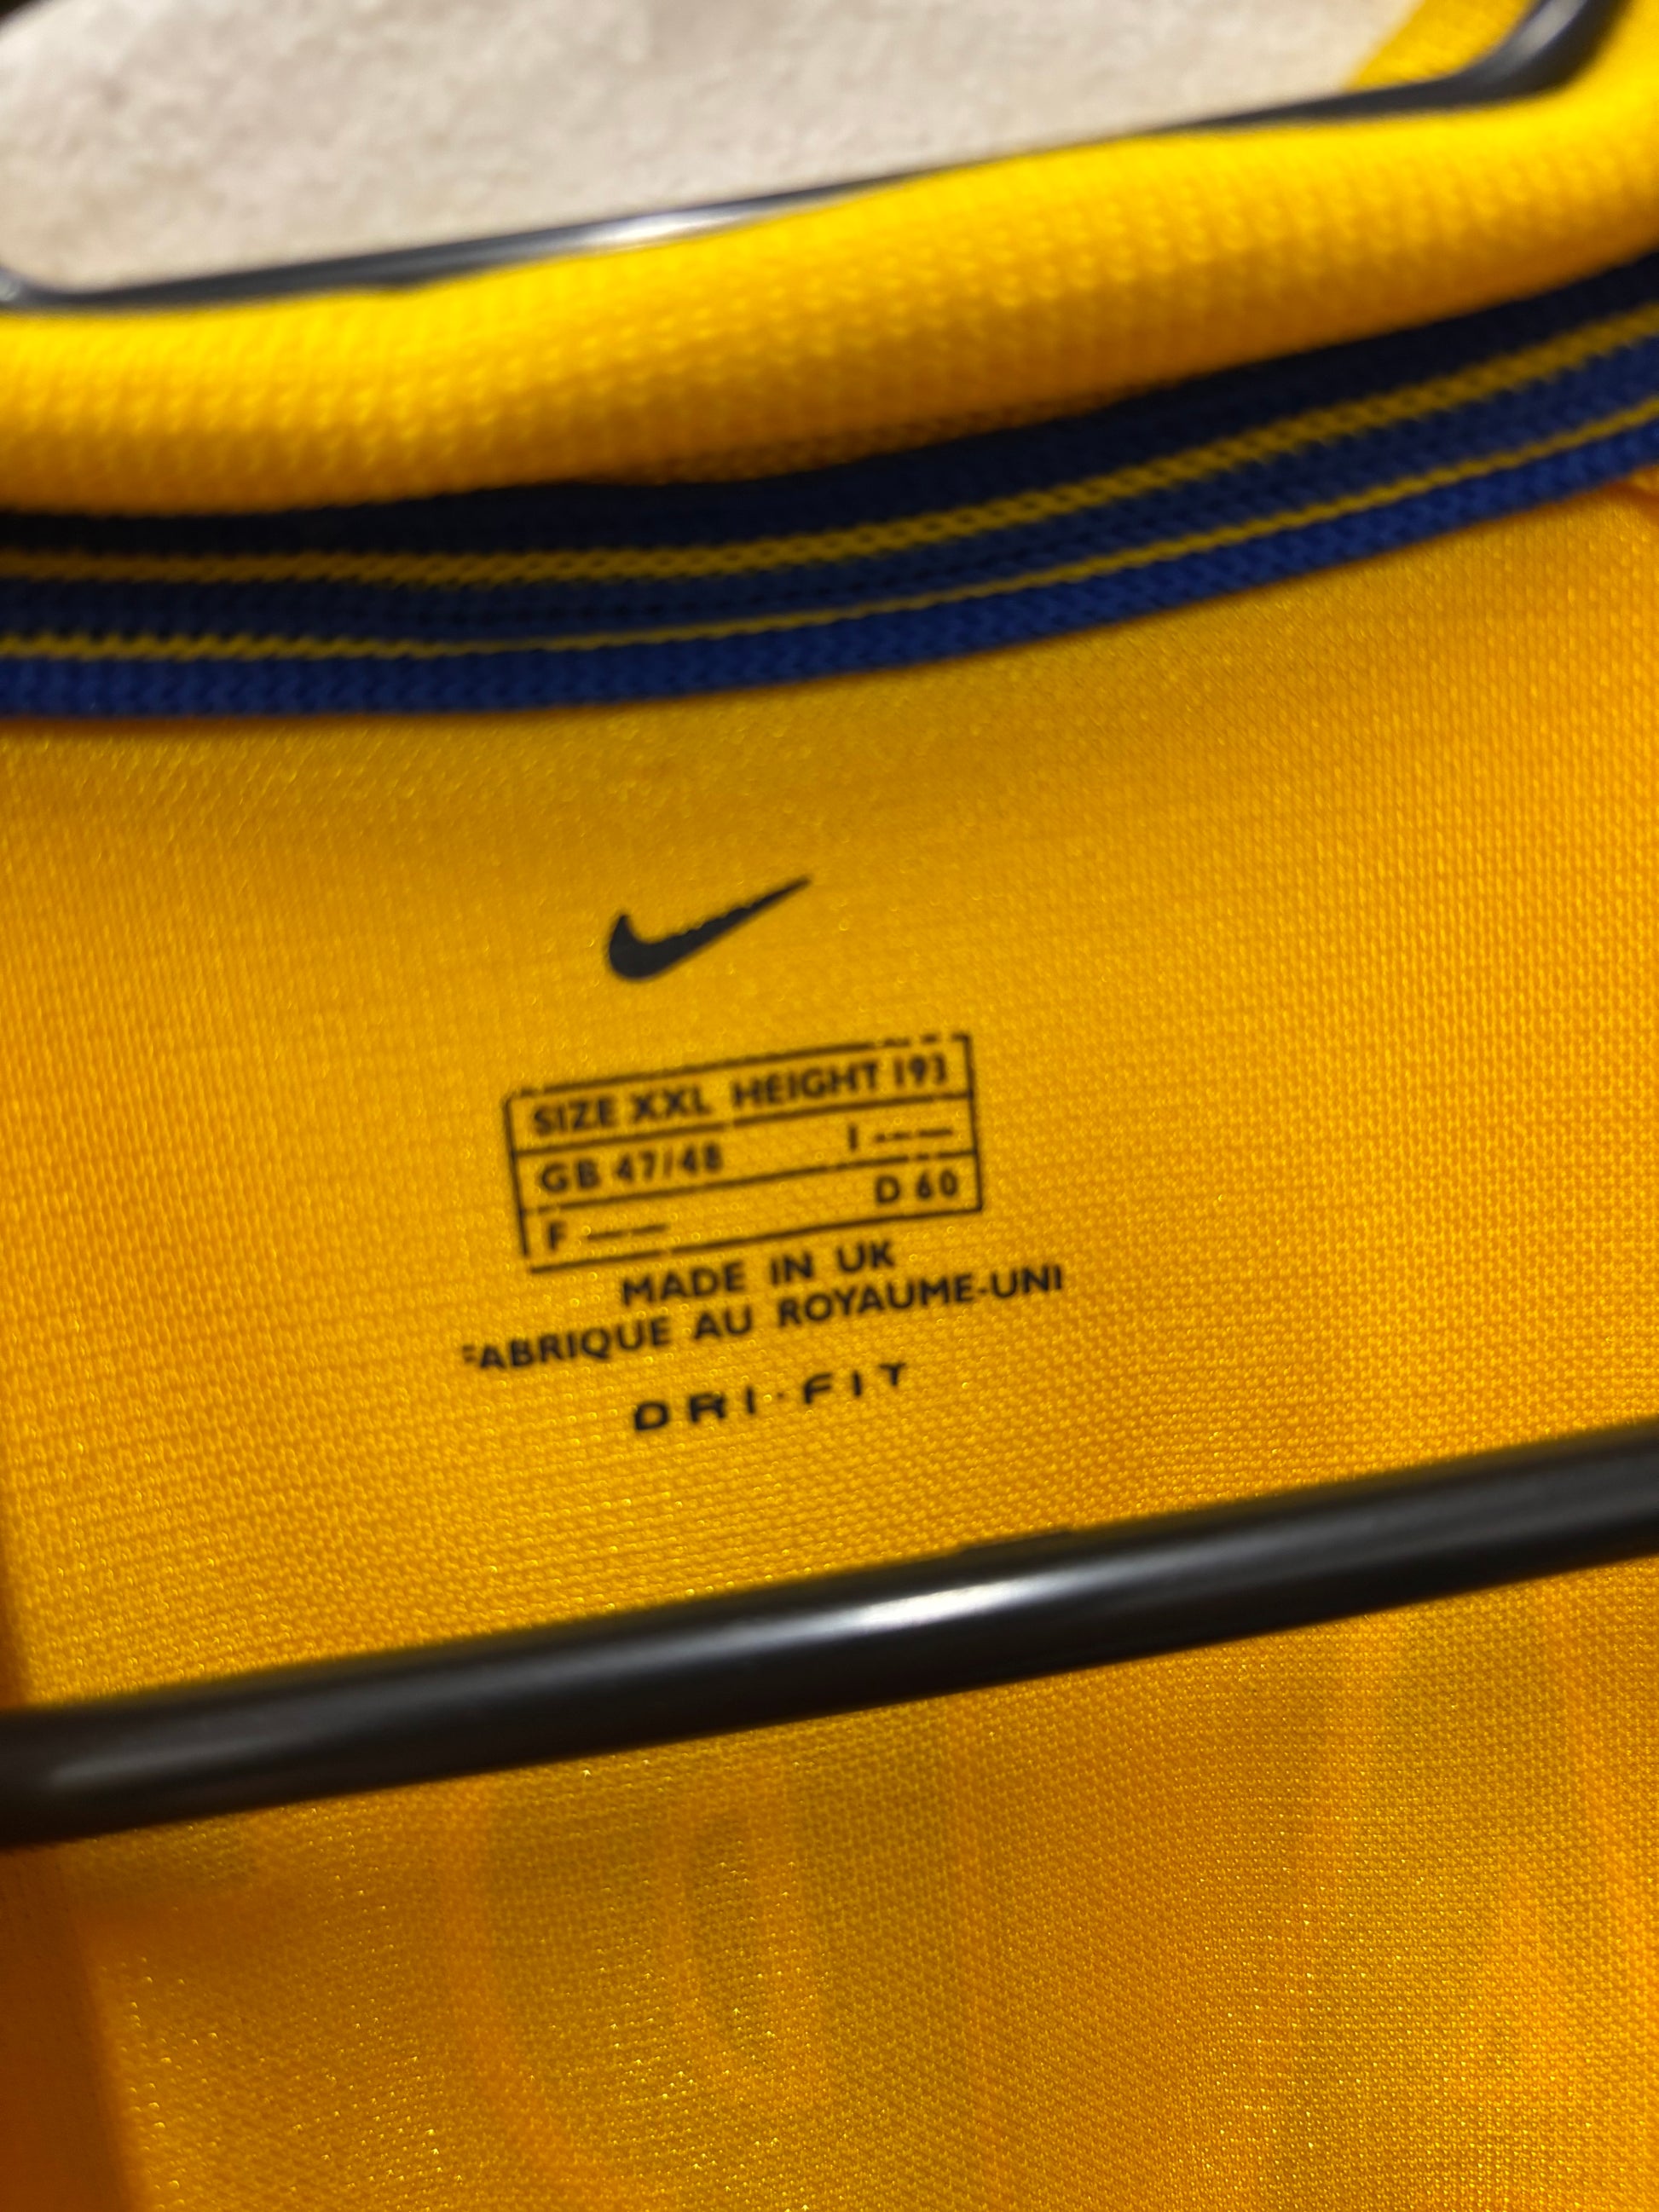 SIZE XXL HEIGHT 193
GB 47/48 I ----
F ---- D 60
MADE IN UK
FABRIQUE AU ROYAUME-UNI
DRI-FIT